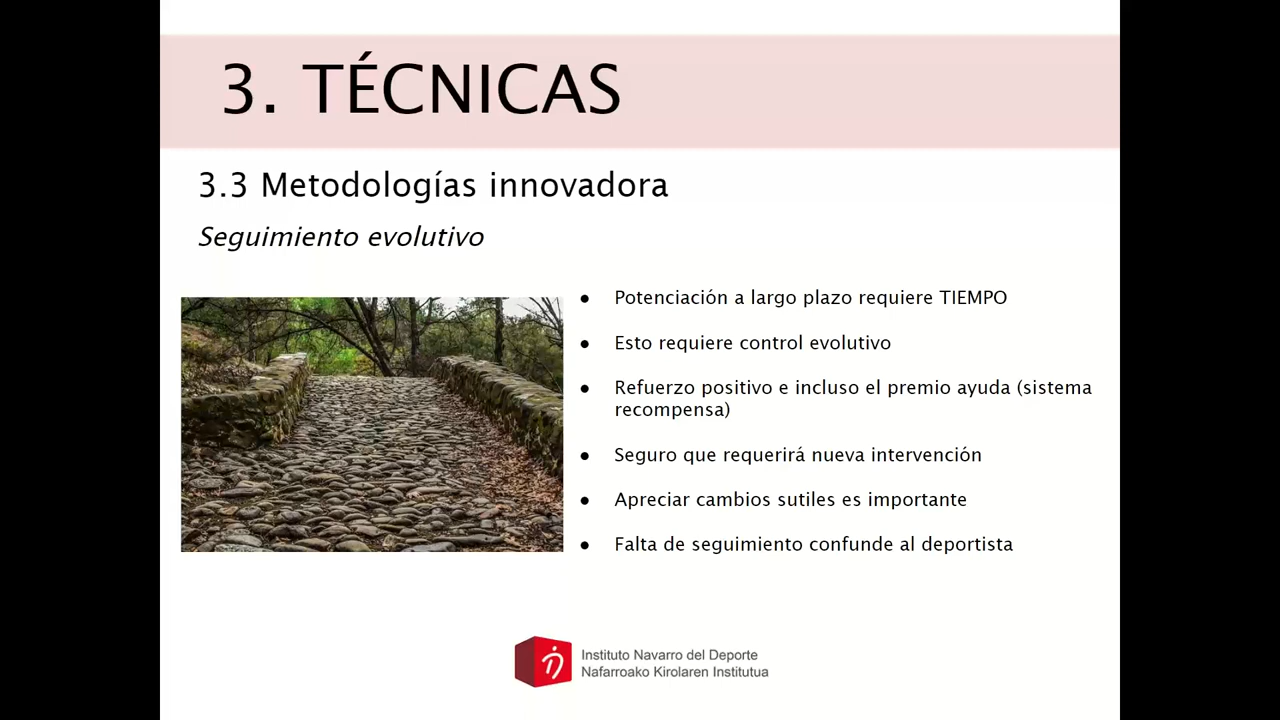 3. TÉCNICAS
3.3 Metodologías innovadora
Seguimiento evolutivo
● Potenciación a largo plazo requiere TIEMPO
● Esto requiere control evolutivo
● Refuerzo positivo e incluso el premio ayuda (sistema
recompensa)
● Seguro que requerirá nueva intervención
● Apreciar cambios sutiles es importante
● Falta de seguimiento confunde al deportista
Instituto Navarro del Deporte
Nafarroako Kirolaren Institutua